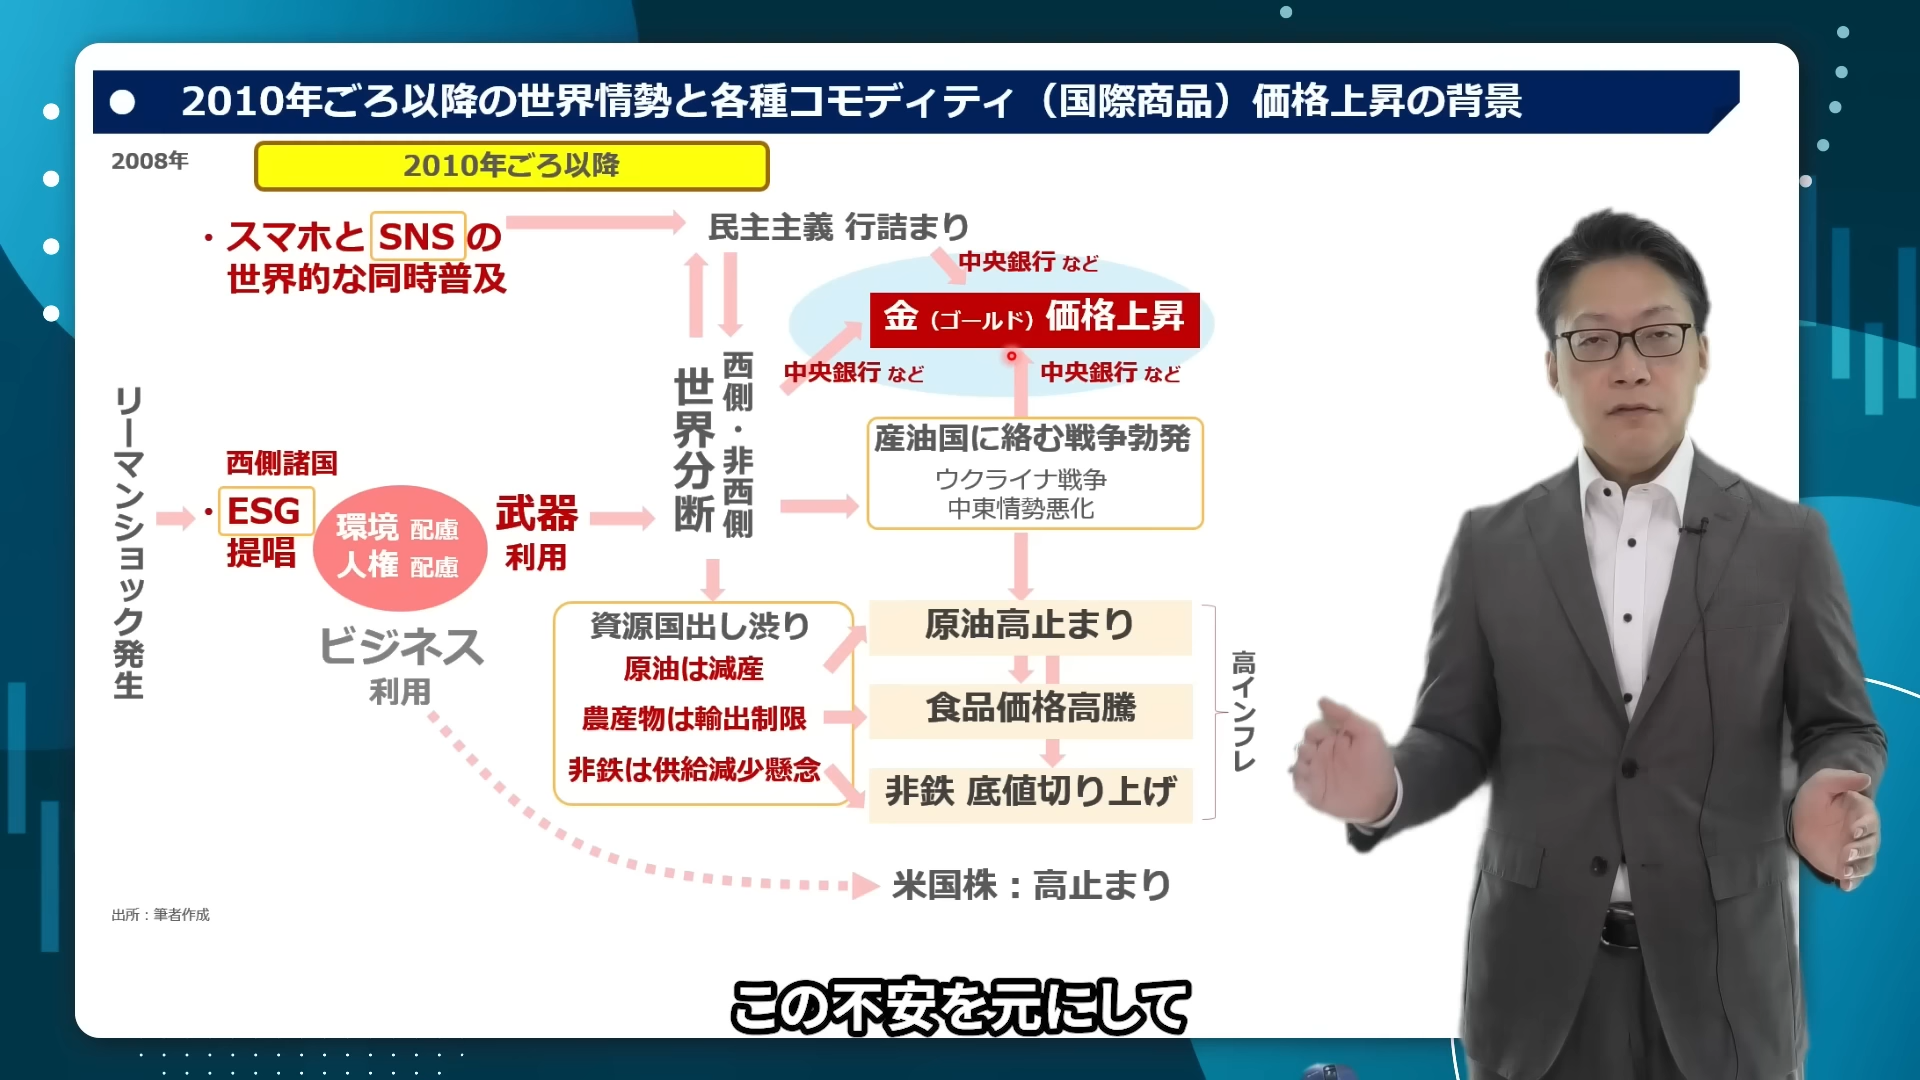 2010年ごろ以降の世界情勢と各種コモディティ（国際商品）価格上昇の背景
2008年
2010年ごろ以降
・スマホとSNSの
世界的な同時普及
民主主義 行詰まり
中央銀行 など
金（ゴールド）価格上昇
中央銀行 など
中央銀行 など
リーマンショック発生
西側諸国
・ESG
提唱
環境 配慮
人権 配慮
武器
利用
ビジネス
利用
西側・非西側
世界分断
産油国に絡む戦争勃発
ウクライナ戦争
中東情勢悪化
資源国出し渋り
原油は減産
農産物は輸出制限
非鉄は供給減少懸念
原油高止まり
食品価格高騰
非鉄 底値切り上げ
高インフレ
米国株：高止まり
出所：筆者作成
この不安を元にして